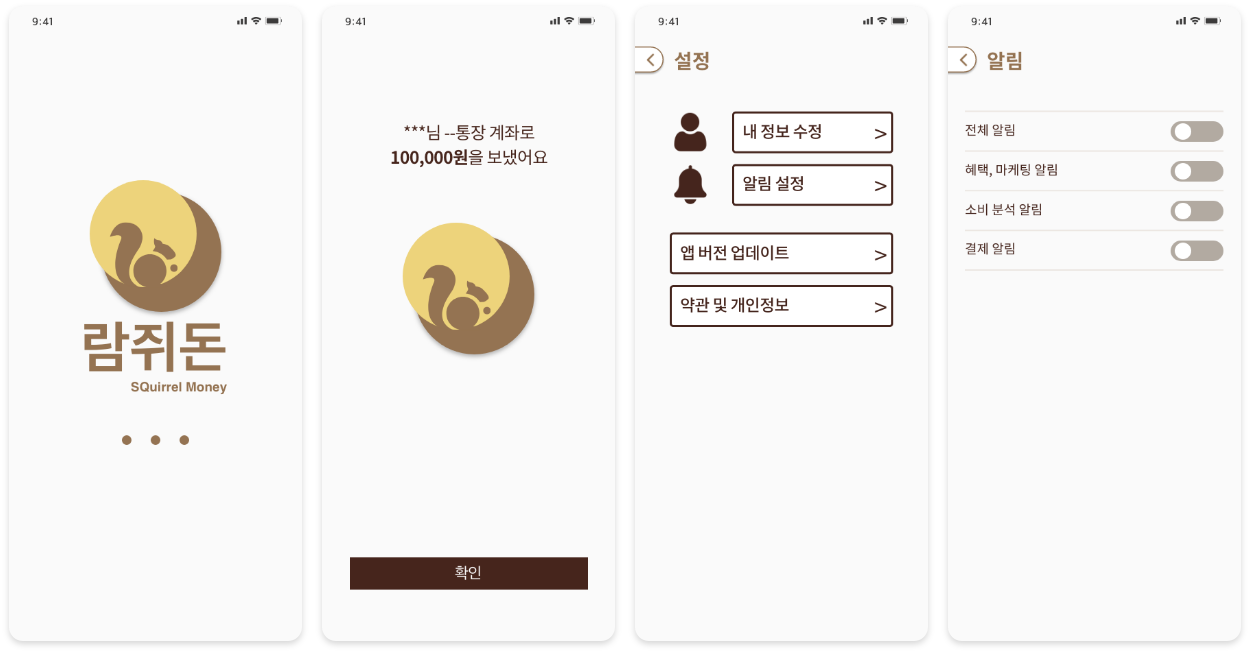 9:41
람쥐돈
SQuirrel Money
9:41
***님 --통장 계좌로
100,000원을 보냈어요
확인
9:41
설정
내 정보 수정 >
알림 설정 >
앱 버전 업데이트 >
약관 및 개인정보 >
9:41
알림
전체 알림
혜택, 마케팅 알림
소비 분석 알림
결제 알림